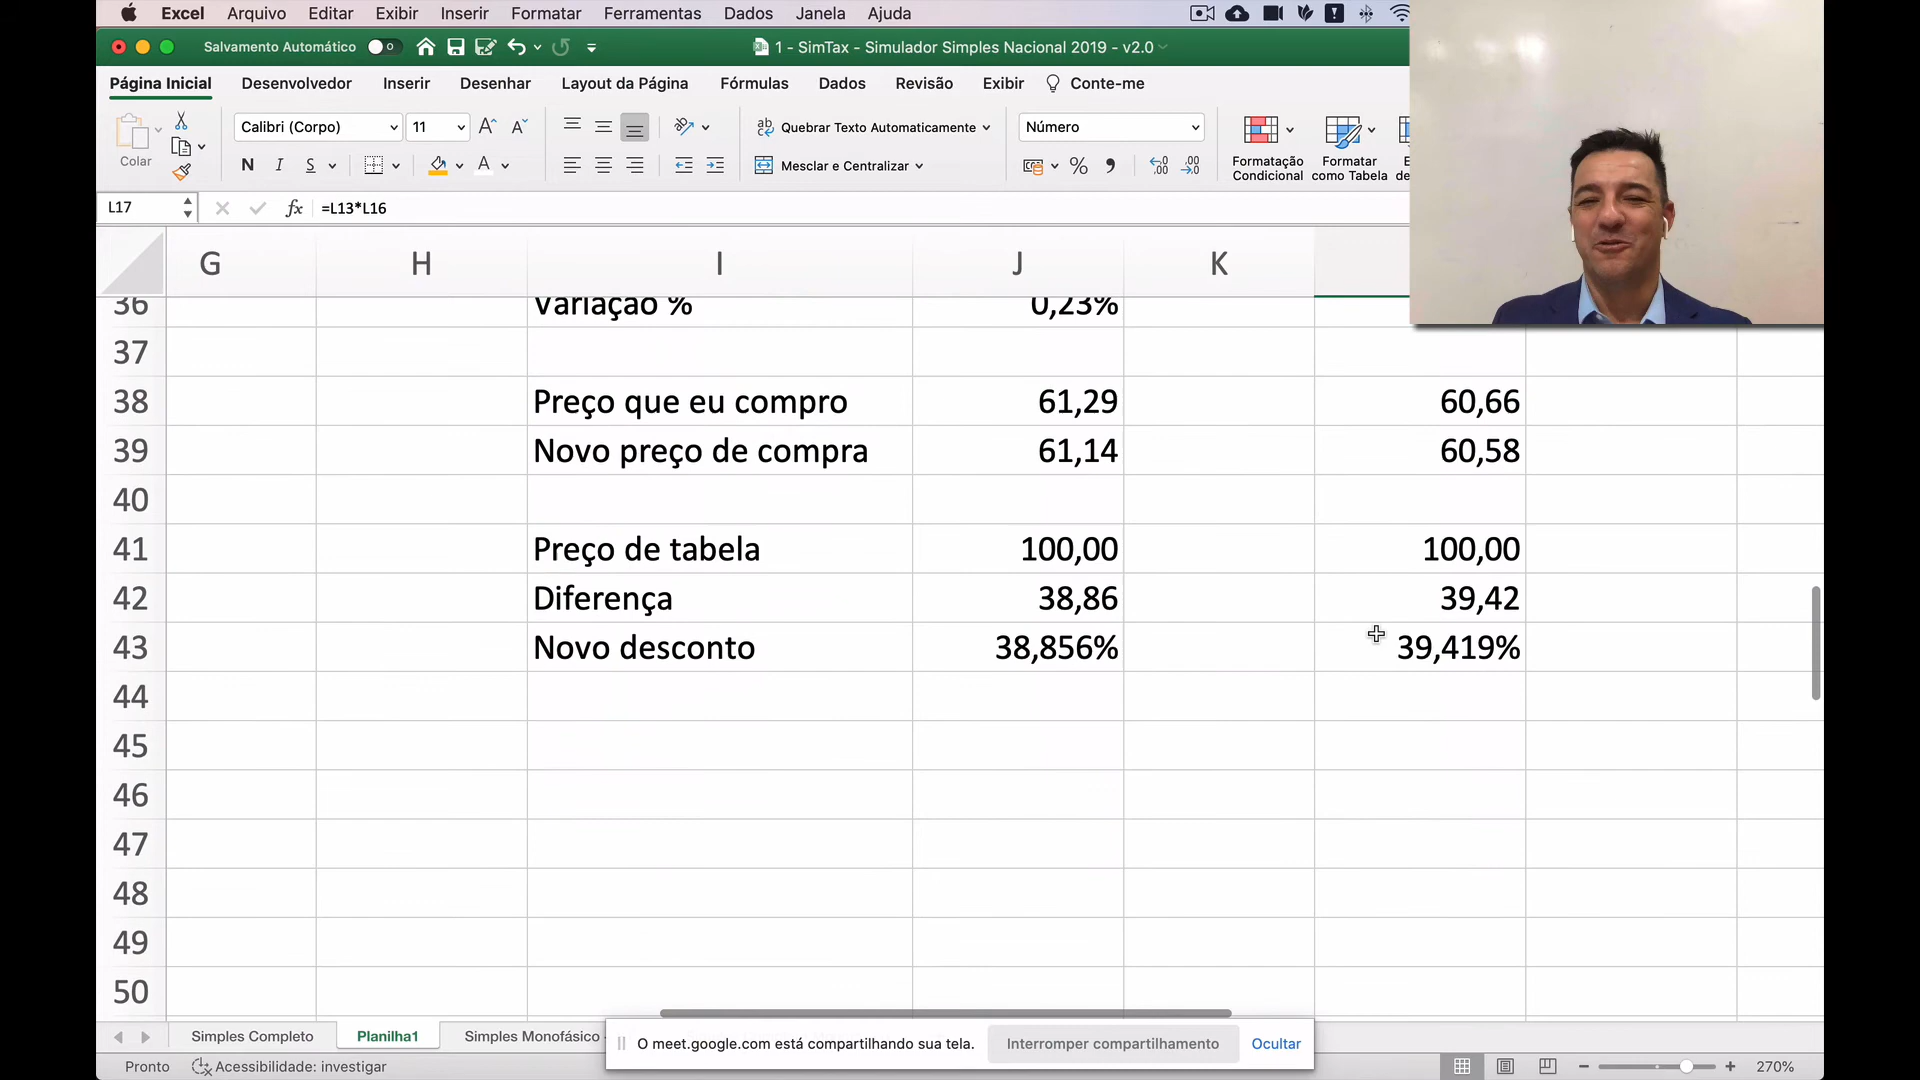 Excel Arquivo Editar Exibir Inserir Formatar Ferramentas Dados Janela Ajuda
Salvamento Automático 1 - SimTax - Simulador Simples Nacional 2019 - v2.0
Página Inicial Desenvolvedor Inserir Desenhar Layout da Página Fórmulas Dados Revisão Exibir Conte-me
Colar Calibri (Corpo) 11 Quebrar Texto Automaticamente Número
N I S Mesclar e Centralizar
Formatação Condicional Formatar como Tabela
L17 fx =L13*L16
G H I J K
36 Variação % 0,23%
37
38 Preço que eu compro 61,29 60,66
39 Novo preço de compra 61,14 60,58
40
41 Preço de tabela 100,00 100,00
42 Diferença 38,86 39,42
43 Novo desconto 38,856% 39,419%
44
45
46
47
48
49
50
Simples Completo Planilha1 Simples Monofásico
O meet.google.com está compartilhando sua tela. Interromper compartilhamento Ocultar
Pronto Acessibilidade: investigar 270%